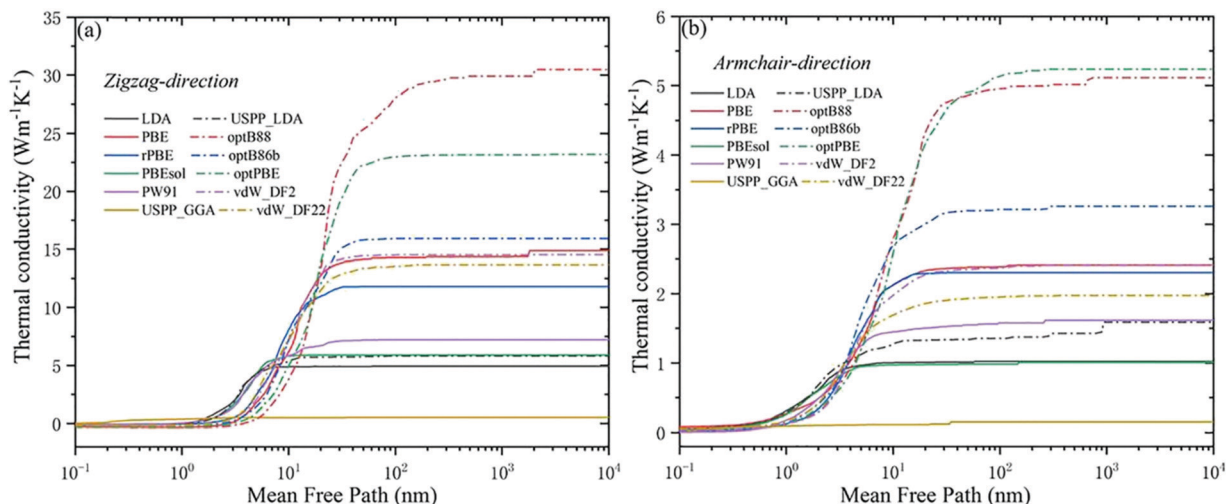 (a)
Zigzag-direction
LDA USPP_LDA
PBE optB88
rPBE optB86b
PBEsol optPBE
PW91 vdW_DF2
USPP_GGA vdW_DF22
Thermal conductivity (Wm⁻¹K⁻¹)
35
30
25
20
15
10
5
0
10⁻¹ 10⁰ 10¹ 10² 10³ 10⁴
Mean Free Path (nm)
(b)
Armchair-direction
LDA USPP_LDA
PBE optB88
rPBE optB86b
PBEsol optPBE
PW91 vdW_DF2
USPP_GGA vdW_DF22
Thermal conductivity (Wm⁻¹K⁻¹)
6
5
4
3
2
1
0
10⁻¹ 10⁰ 10¹ 10² 10³ 10⁴
Mean Free Path (nm)